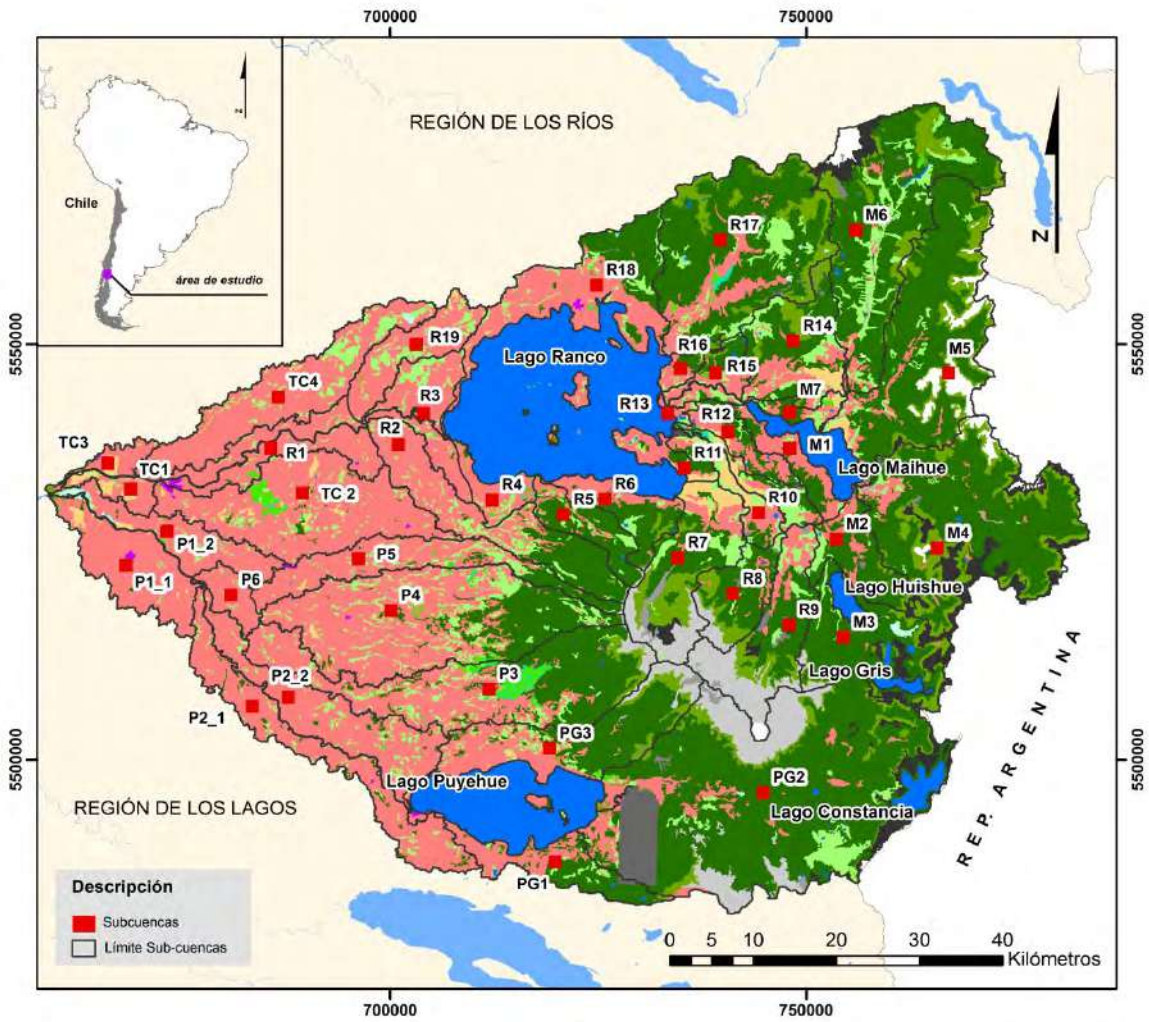 700000
750000
N
Chile
área de estudio
REGIÓN DE LOS RÍOS
N
5550000
5550000
R17
M6
R18
R19
Lago Ranco
R14
R16
R15
M5
TC4
R3
R13
R12
M7
R2
M1
TC3
R1
R11
Lago Maihue
TC1
TC 2
R4
R5
R6
R10
P1_2
M2
P5
R7
M4
P1_1
P6
P4
R8
Lago Huishue
R9
M3
P3
Lago Gris
P2_2
P2_1
PG3
5500000
5500000
Lago Puyehue
PG2
Lago Constancia
REGIÓN DE LOS LAGOS
REP. ARGENTINA
PG1
Descripción
Subcuencas
Límite Sub-cuencas
0 5 10 20 30 40
Kilómetros
700000
750000